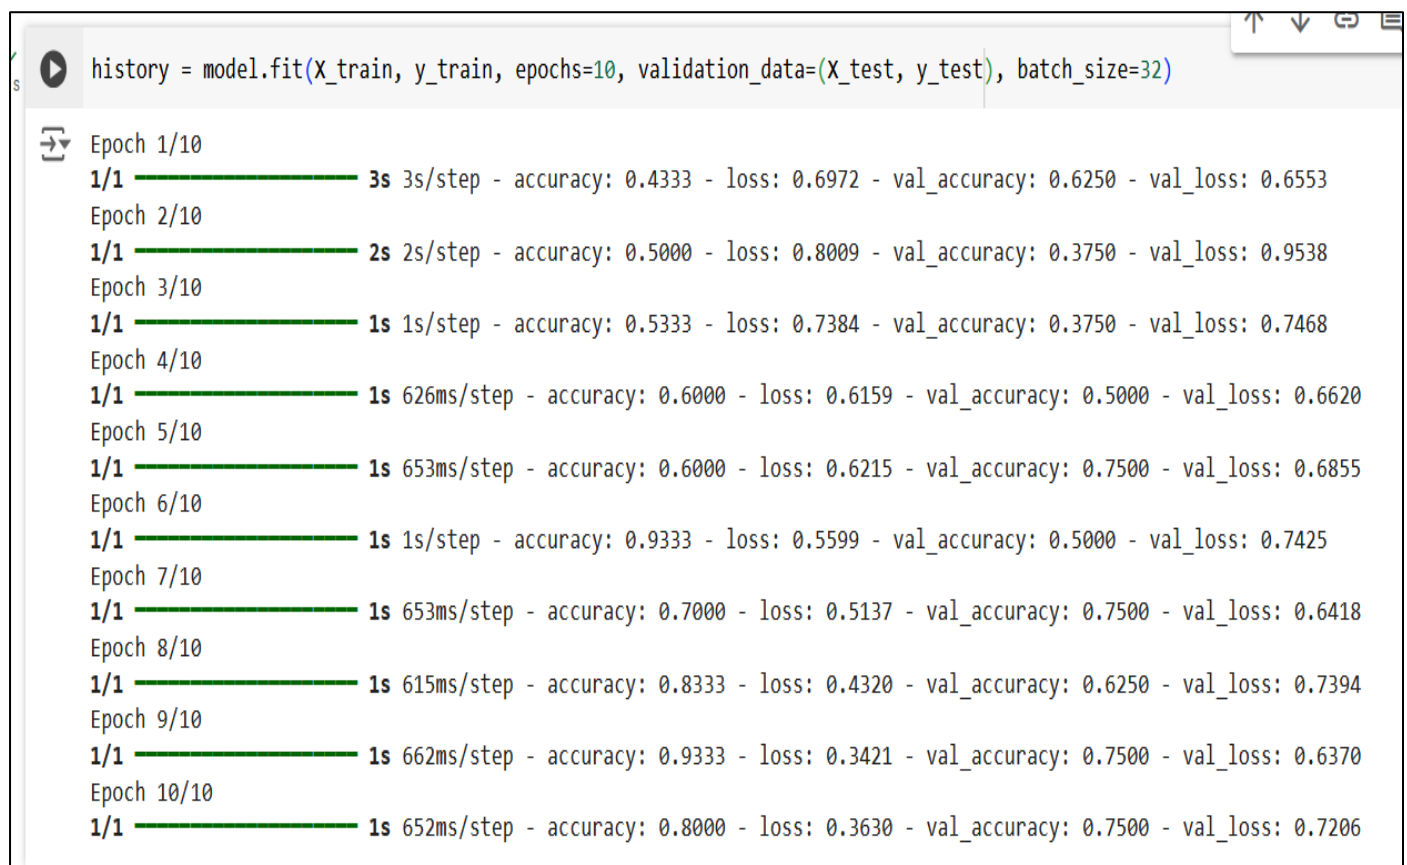 history = model.fit(X_train, y_train, epochs=10, validation_data=(X_test, y_test), batch_size=32)
s
Epoch 1/10
1/1 ━━━━━━━━━━━━━━━━━━━━ 3s 3s/step - accuracy: 0.4333 - loss: 0.6972 - val_accuracy: 0.6250 - val_loss: 0.6553
Epoch 2/10
1/1 ━━━━━━━━━━━━━━━━━━━━ 2s 2s/step - accuracy: 0.5000 - loss: 0.8009 - val_accuracy: 0.3750 - val_loss: 0.9538
Epoch 3/10
1/1 ━━━━━━━━━━━━━━━━━━━━ 1s 1s/step - accuracy: 0.5333 - loss: 0.7384 - val_accuracy: 0.3750 - val_loss: 0.7468
Epoch 4/10
1/1 ━━━━━━━━━━━━━━━━━━━━ 1s 626ms/step - accuracy: 0.6000 - loss: 0.6159 - val_accuracy: 0.5000 - val_loss: 0.6620
Epoch 5/10
1/1 ━━━━━━━━━━━━━━━━━━━━ 1s 653ms/step - accuracy: 0.6000 - loss: 0.6215 - val_accuracy: 0.7500 - val_loss: 0.6855
Epoch 6/10
1/1 ━━━━━━━━━━━━━━━━━━━━ 1s 1s/step - accuracy: 0.9333 - loss: 0.5599 - val_accuracy: 0.5000 - val_loss: 0.7425
Epoch 7/10
1/1 ━━━━━━━━━━━━━━━━━━━━ 1s 653ms/step - accuracy: 0.7000 - loss: 0.5137 - val_accuracy: 0.7500 - val_loss: 0.6418
Epoch 8/10
1/1 ━━━━━━━━━━━━━━━━━━━━ 1s 615ms/step - accuracy: 0.8333 - loss: 0.4320 - val_accuracy: 0.6250 - val_loss: 0.7394
Epoch 9/10
1/1 ━━━━━━━━━━━━━━━━━━━━ 1s 662ms/step - accuracy: 0.9333 - loss: 0.3421 - val_accuracy: 0.7500 - val_loss: 0.6370
Epoch 10/10
1/1 ━━━━━━━━━━━━━━━━━━━━ 1s 652ms/step - accuracy: 0.8000 - loss: 0.3630 - val_accuracy: 0.7500 - val_loss: 0.7206